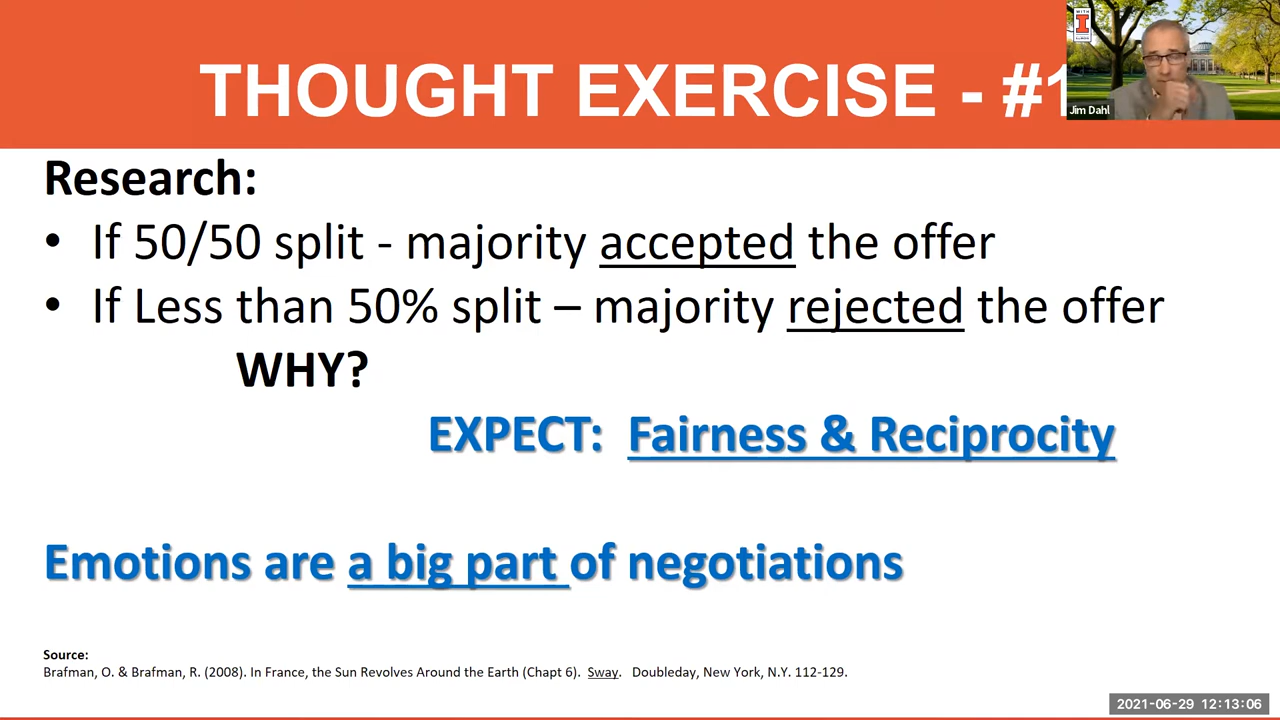 THOUGHT EXERCISE - #1
WITH
I
Jim Dahl
Research:
• If 50/50 split - majority accepted the offer
• If Less than 50% split – majority rejected the offer
WHY?
EXPECT: Fairness & Reciprocity
Emotions are a big part of negotiations
Source:
Brafman, O. & Brafman, R. (2008). In France, the Sun Revolves Around the Earth (Chapt 6). Sway. Doubleday, New York, N.Y. 112-129.
2021-06-29 12:13:06